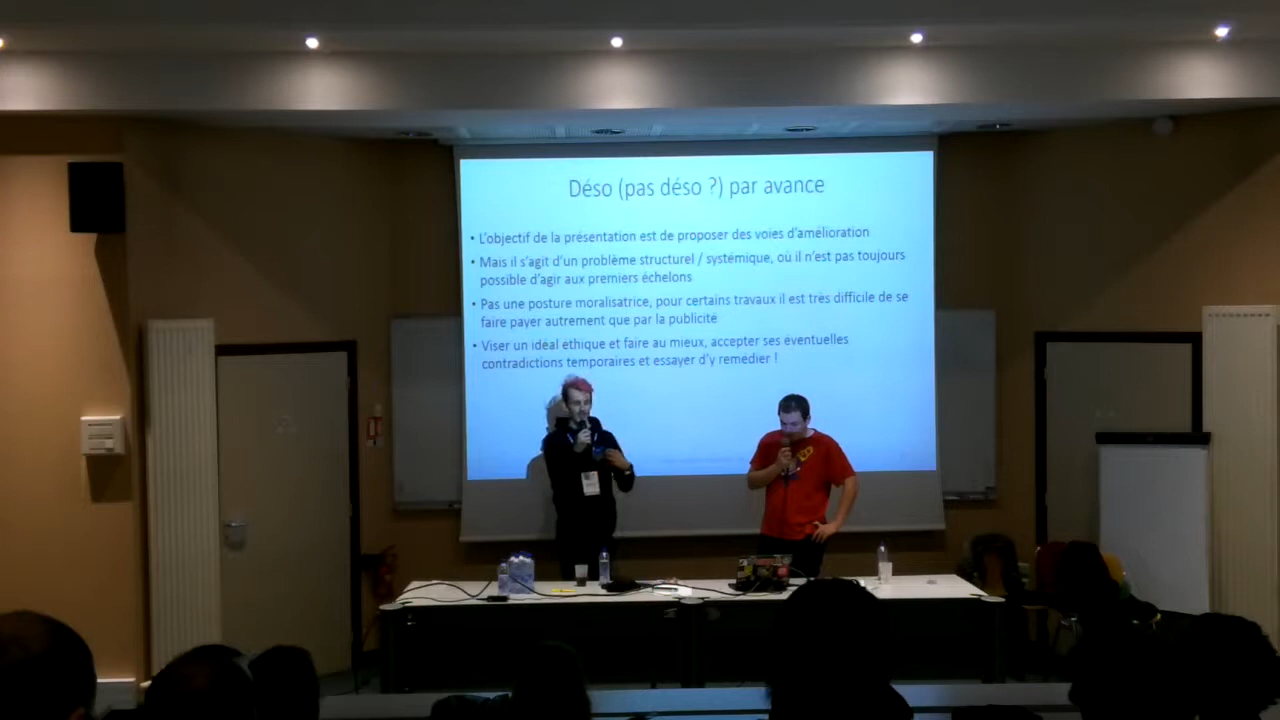 Déso (pas déso ?) par avance
• L'objectif de la présentation est de proposer des voies d'amélioration
• Mais il s'agit d'un problème structurel / systémique, où il n'est pas toujours
possible d'agir aux premiers échelons
• Pas une posture moralisatrice, pour certains travaux il est très difficile de se
faire payer autrement que par la publicité
• Viser un idéal ethique et faire au mieux, accepter ses éventuelles
contradictions temporaires et essayer d'y remédier !